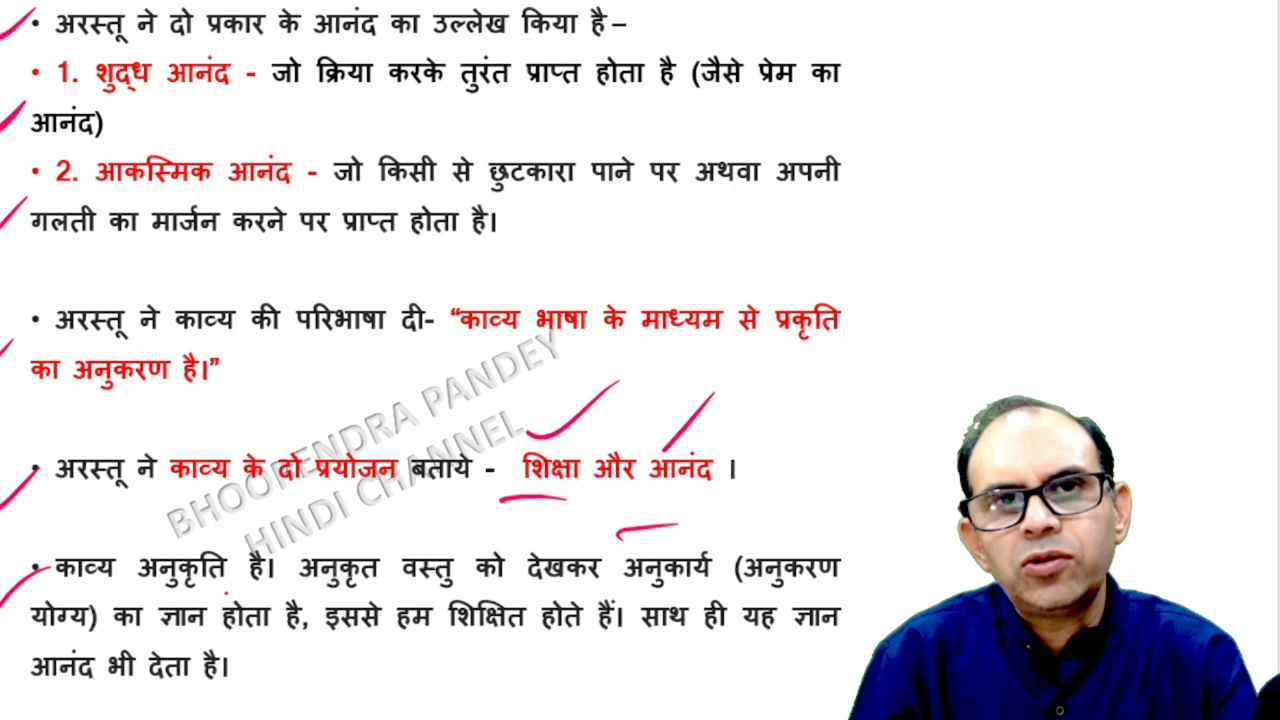 • अरस्तू ने दो प्रकार के आनंद का उल्लेख किया है –
• 1. शुद्ध आनंद - जो क्रिया करके तुरंत प्राप्त होता है (जैसे प्रेम का
आनंद)
• 2. आकस्मिक आनंद - जो किसी से छुटकारा पाने पर अथवा अपनी
गलती का मार्जन करने पर प्राप्त होता है।
• अरस्तू ने काव्य की परिभाषा दी- “काव्य भाषा के माध्यम से प्रकृति
का अनुकरण है।”
• अरस्तू ने काव्य के दो प्रयोजन बताये - शिक्षा और आनंद ।
• काव्य अनुकृति है। अनुकृत वस्तु को देखकर अनुकार्य (अनुकरण
योग्य) का ज्ञान होता है, इससे हम शिक्षित होते हैं। साथ ही यह ज्ञान
आनंद भी देता है।
BHOOPENDRA PANDEY
HINDI CHANNEL